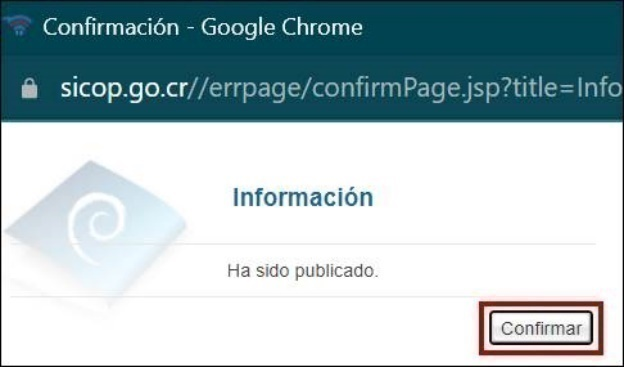 Confirmación - Google Chrome
sicop.go.cr//errpage/confirmPage.jsp?title=Info
Información
Ha sido publicado.
Confirmar